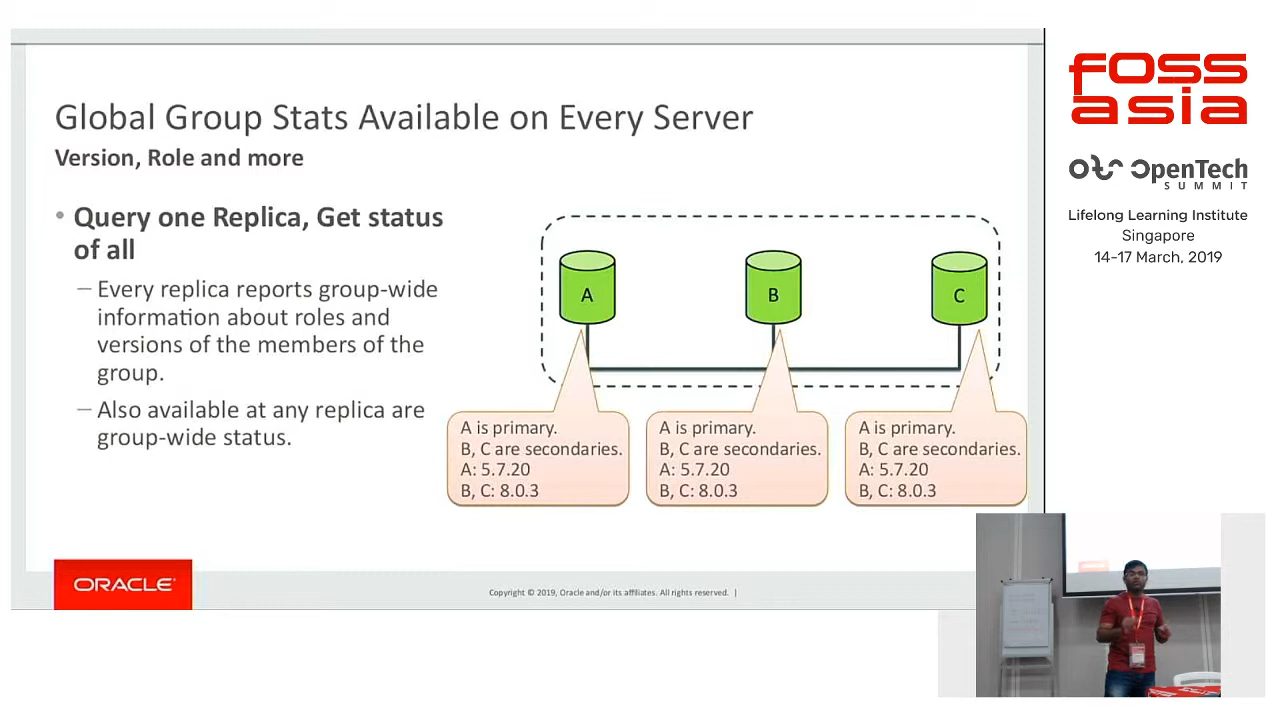 Global Group Stats Available on Every Server
Version, Role and more
• Query one Replica, Get status
of all
– Every replica reports group-wide
information about roles and
versions of the members of the
group.
– Also available at any replica are
group-wide status.
A
B
C
A is primary.
B, C are secondaries.
A: 5.7.20
B, C: 8.0.3
A is primary.
B, C are secondaries.
A: 5.7.20
B, C: 8.0.3
A is primary.
B, C are secondaries.
A: 5.7.20
B, C: 8.0.3
ORACLE
Copyright © 2019, Oracle and/or its affiliates. All rights reserved. |
FOSS
asia
OpenTech
SUMMIT
Lifelong Learning Institute
Singapore
14-17 March, 2019